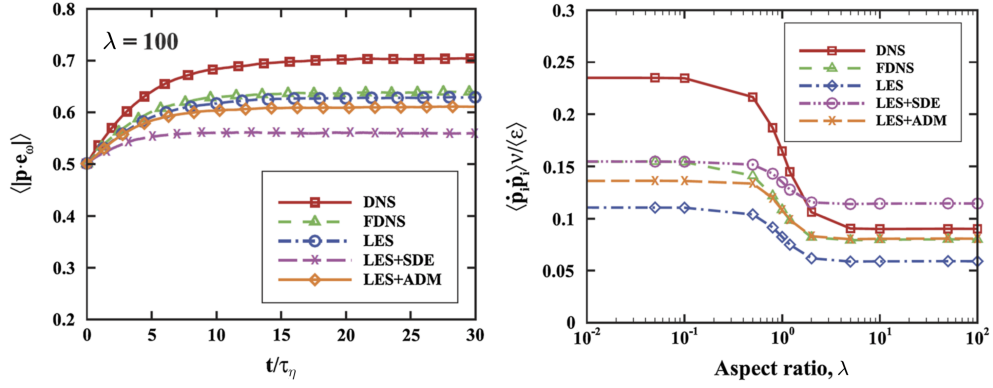 λ = 100
⟨|p·e_ω|⟩
0.8
0.7
0.6
0.5
0.4
0.3
0.2
0 5 10 15 20 25 30
t/τ_η
DNS
FDNS
LES
LES+SDE
LES+ADM
⟨ṗ_iṗ_i⟩ν/⟨ε⟩
0.3
0.25
0.2
0.15
0.1
0.05
0
10^-2 10^-1 10^0 10^1 10^2
Aspect ratio, λ
DNS
FDNS
LES
LES+SDE
LES+ADM